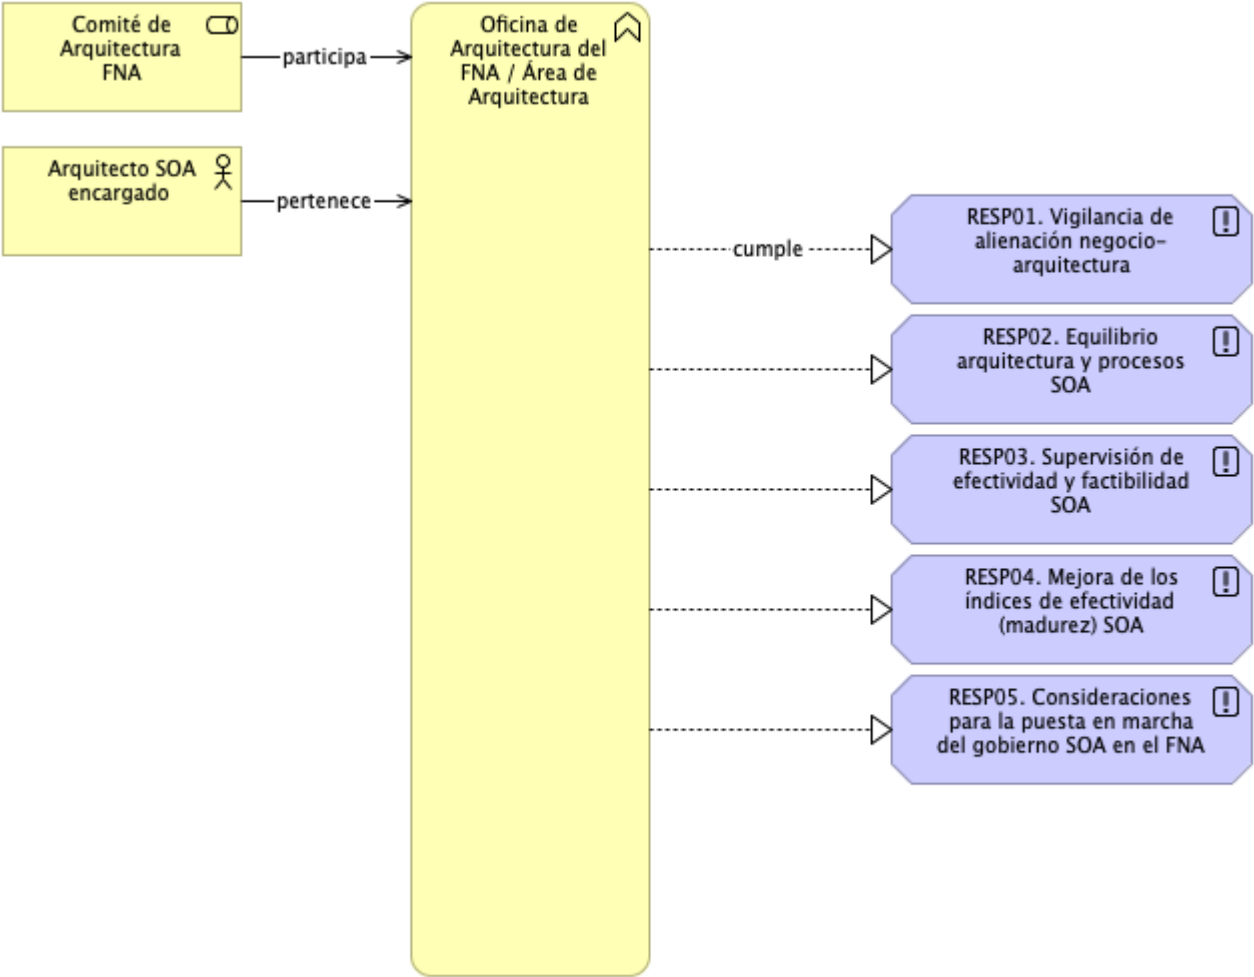 Comité de
Arquitectura
FNA
participa
Oficina de
Arquitectura del
FNA / Área de
Arquitectura
Arquitecto SOA
encargado
pertenece
cumple
RESP01. Vigilancia de
alienación negocio-
arquitectura
RESP02. Equilibrio
arquitectura y procesos
SOA
RESP03. Supervisión de
efectividad y factibilidad
SOA
RESP04. Mejora de los
índices de efectividad
(madurez) SOA
RESP05. Consideraciones
para la puesta en marcha
del gobierno SOA en el FNA